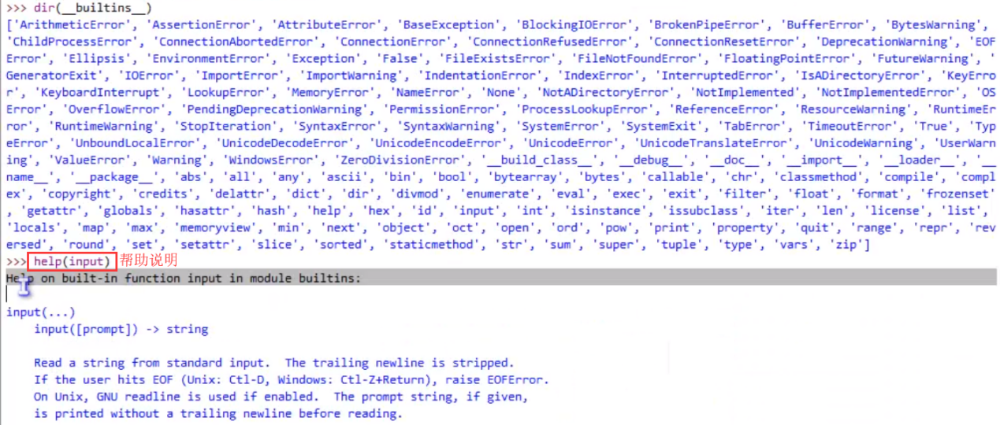 >>> dir(__builtins__)
['ArithmeticError', 'AssertionError', 'AttributeError', 'BaseException', 'BlockingIOError', 'BrokenPipeError', 'BufferError', 'BytesWarning',
'ChildProcessError', 'ConnectionAbortedError', 'ConnectionError', 'ConnectionRefusedError', 'ConnectionResetError', 'DeprecationWarning', 'EOF
Error', 'Ellipsis', 'EnvironmentError', 'Exception', 'False', 'FileExistsError', 'FileNotFoundError', 'FloatingPointError', 'FutureWarning', '
GeneratorExit', 'IOError', 'ImportError', 'ImportWarning', 'IndentationError', 'IndexError', 'InterruptedError', 'IsADirectoryError', 'KeyErro
r', 'KeyboardInterrupt', 'LookupError', 'MemoryError', 'NameError', 'None', 'NotADirectoryError', 'NotImplemented', 'NotImplementedError', 'OS
Error', 'OverflowError', 'PendingDeprecationWarning', 'PermissionError', 'ProcessLookupError', 'ReferenceError', 'ResourceWarning', 'RuntimeEr
ror', 'RuntimeWarning', 'StopIteration', 'SyntaxError', 'SyntaxWarning', 'SystemError', 'SystemExit', 'TabError', 'TimeoutError', 'True', 'Typ
eError', 'UnboundLocalError', 'UnicodeDecodeError', 'UnicodeEncodeError', 'UnicodeError', 'UnicodeTranslateError', 'UnicodeWarning', 'UserWarn
ing', 'ValueError', 'Warning', 'WindowsError', 'ZeroDivisionError', '__build_class__', '__debug__', '__doc__', '__import__', '__loader__', '__
name__', '__package__', 'abs', 'all', 'any', 'ascii', 'bin', 'bool', 'bytearray', 'bytes', 'callable', 'chr', 'classmethod', 'compile', 'compl
ex', 'copyright', 'credits', 'delattr', 'dict', 'dir', 'divmod', 'enumerate', 'eval', 'exec', 'exit', 'filter', 'float', 'format', 'frozenset'
, 'getattr', 'globals', 'hasattr', 'hash', 'help', 'hex', 'id', 'input', 'int', 'isinstance', 'issubclass', 'iter', 'len', 'license', 'list',
'locals', 'map', 'max', 'memoryview', 'min', 'next', 'object', 'oct', 'open', 'ord', 'pow', 'print', 'property', 'quit', 'range', 'repr', 'rev
ersed', 'round', 'set', 'setattr', 'slice', 'sorted', 'staticmethod', 'str', 'sum', 'super', 'tuple', 'type', 'vars', 'zip']
>>> help(input) 帮助说明
Help on built-in function input in module builtins:
input(...)
input([prompt]) -> string
Read a string from standard input.  The trailing newline is stripped.
If the user hits EOF (Unix: Ctl-D, Windows: Ctl-Z+Return), raise EOFError.
On Unix, GNU readline is used if enabled.  The prompt string, if given,
is printed without a trailing newline before reading.